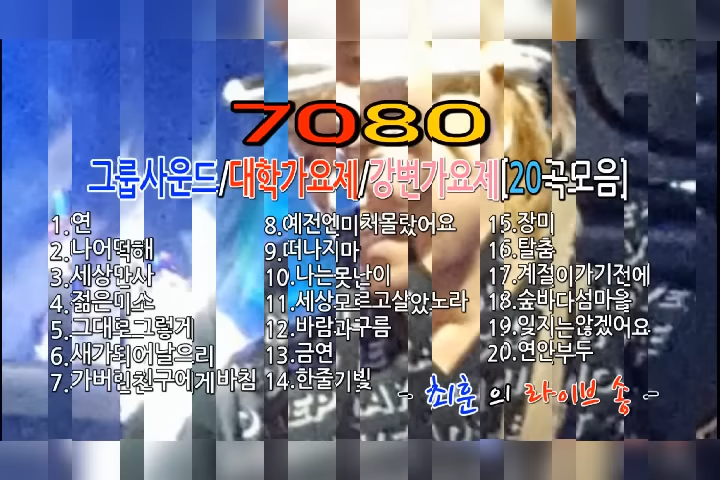 7080
그룹사운드/대학가요제/강변가요제[20곡모음]
1.연
2.나어떡해
3.세상만사
4.젊은미소
5.그대로그렇게
6.새가되어날으리
7.가버린친구에게바침
8.예전엔미처몰랐어요
9.떠나지마
10.나는못난이
11.세상모르고살았노라
12.바람과구름
13.금연
14.한줄기빛
15.장미
16.탈춤
17.계절이가기전에
18.숲바다섬마을
19.잊지는않겠어요
20.연안부두
- 최훈 의 라이브 송 -